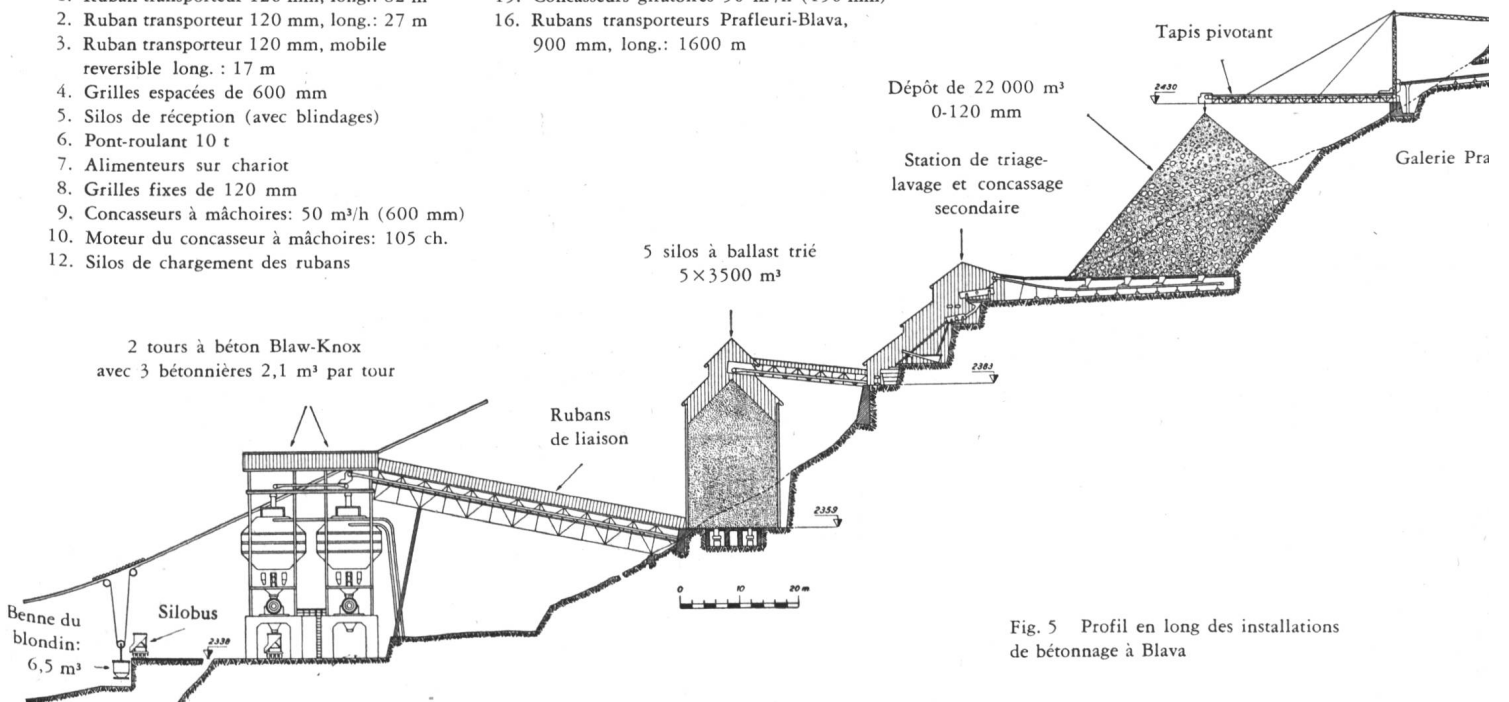 2. Ruban transporteur 120 mm, long.: 27 m
3. Ruban transporteur 120 mm, mobile
reversible long. : 17 m
4. Grilles espacées de 600 mm
5. Silos de réception (avec blindages)
6. Pont-roulant 10 t
7. Alimenteurs sur chariot
8. Grilles fixes de 120 mm
9. Concasseurs à mâchoires: 50 m³/h (600 mm)
10. Moteur du concasseur à mâchoires: 105 ch.
12. Silos de chargement des rubans
16. Rubans transporteurs Prafleuri-Blava,
900 mm, long.: 1600 m
Tapis pivotant
2430
Dépôt de 22 000 m³
0-120 mm
Galerie Pra
Station de triage-
lavage et concassage
secondaire
5 silos à ballast trié
5×3500 m³
2 tours à béton Blaw-Knox
avec 3 bétonnières 2,1 m³ par tour
2383
Rubans
de liaison
2359
0 10 20 m
Benne du
blondin:
6,5 m³
Silobus
2338
Fig. 5 Profil en long des installations
de bétonnage à Blava